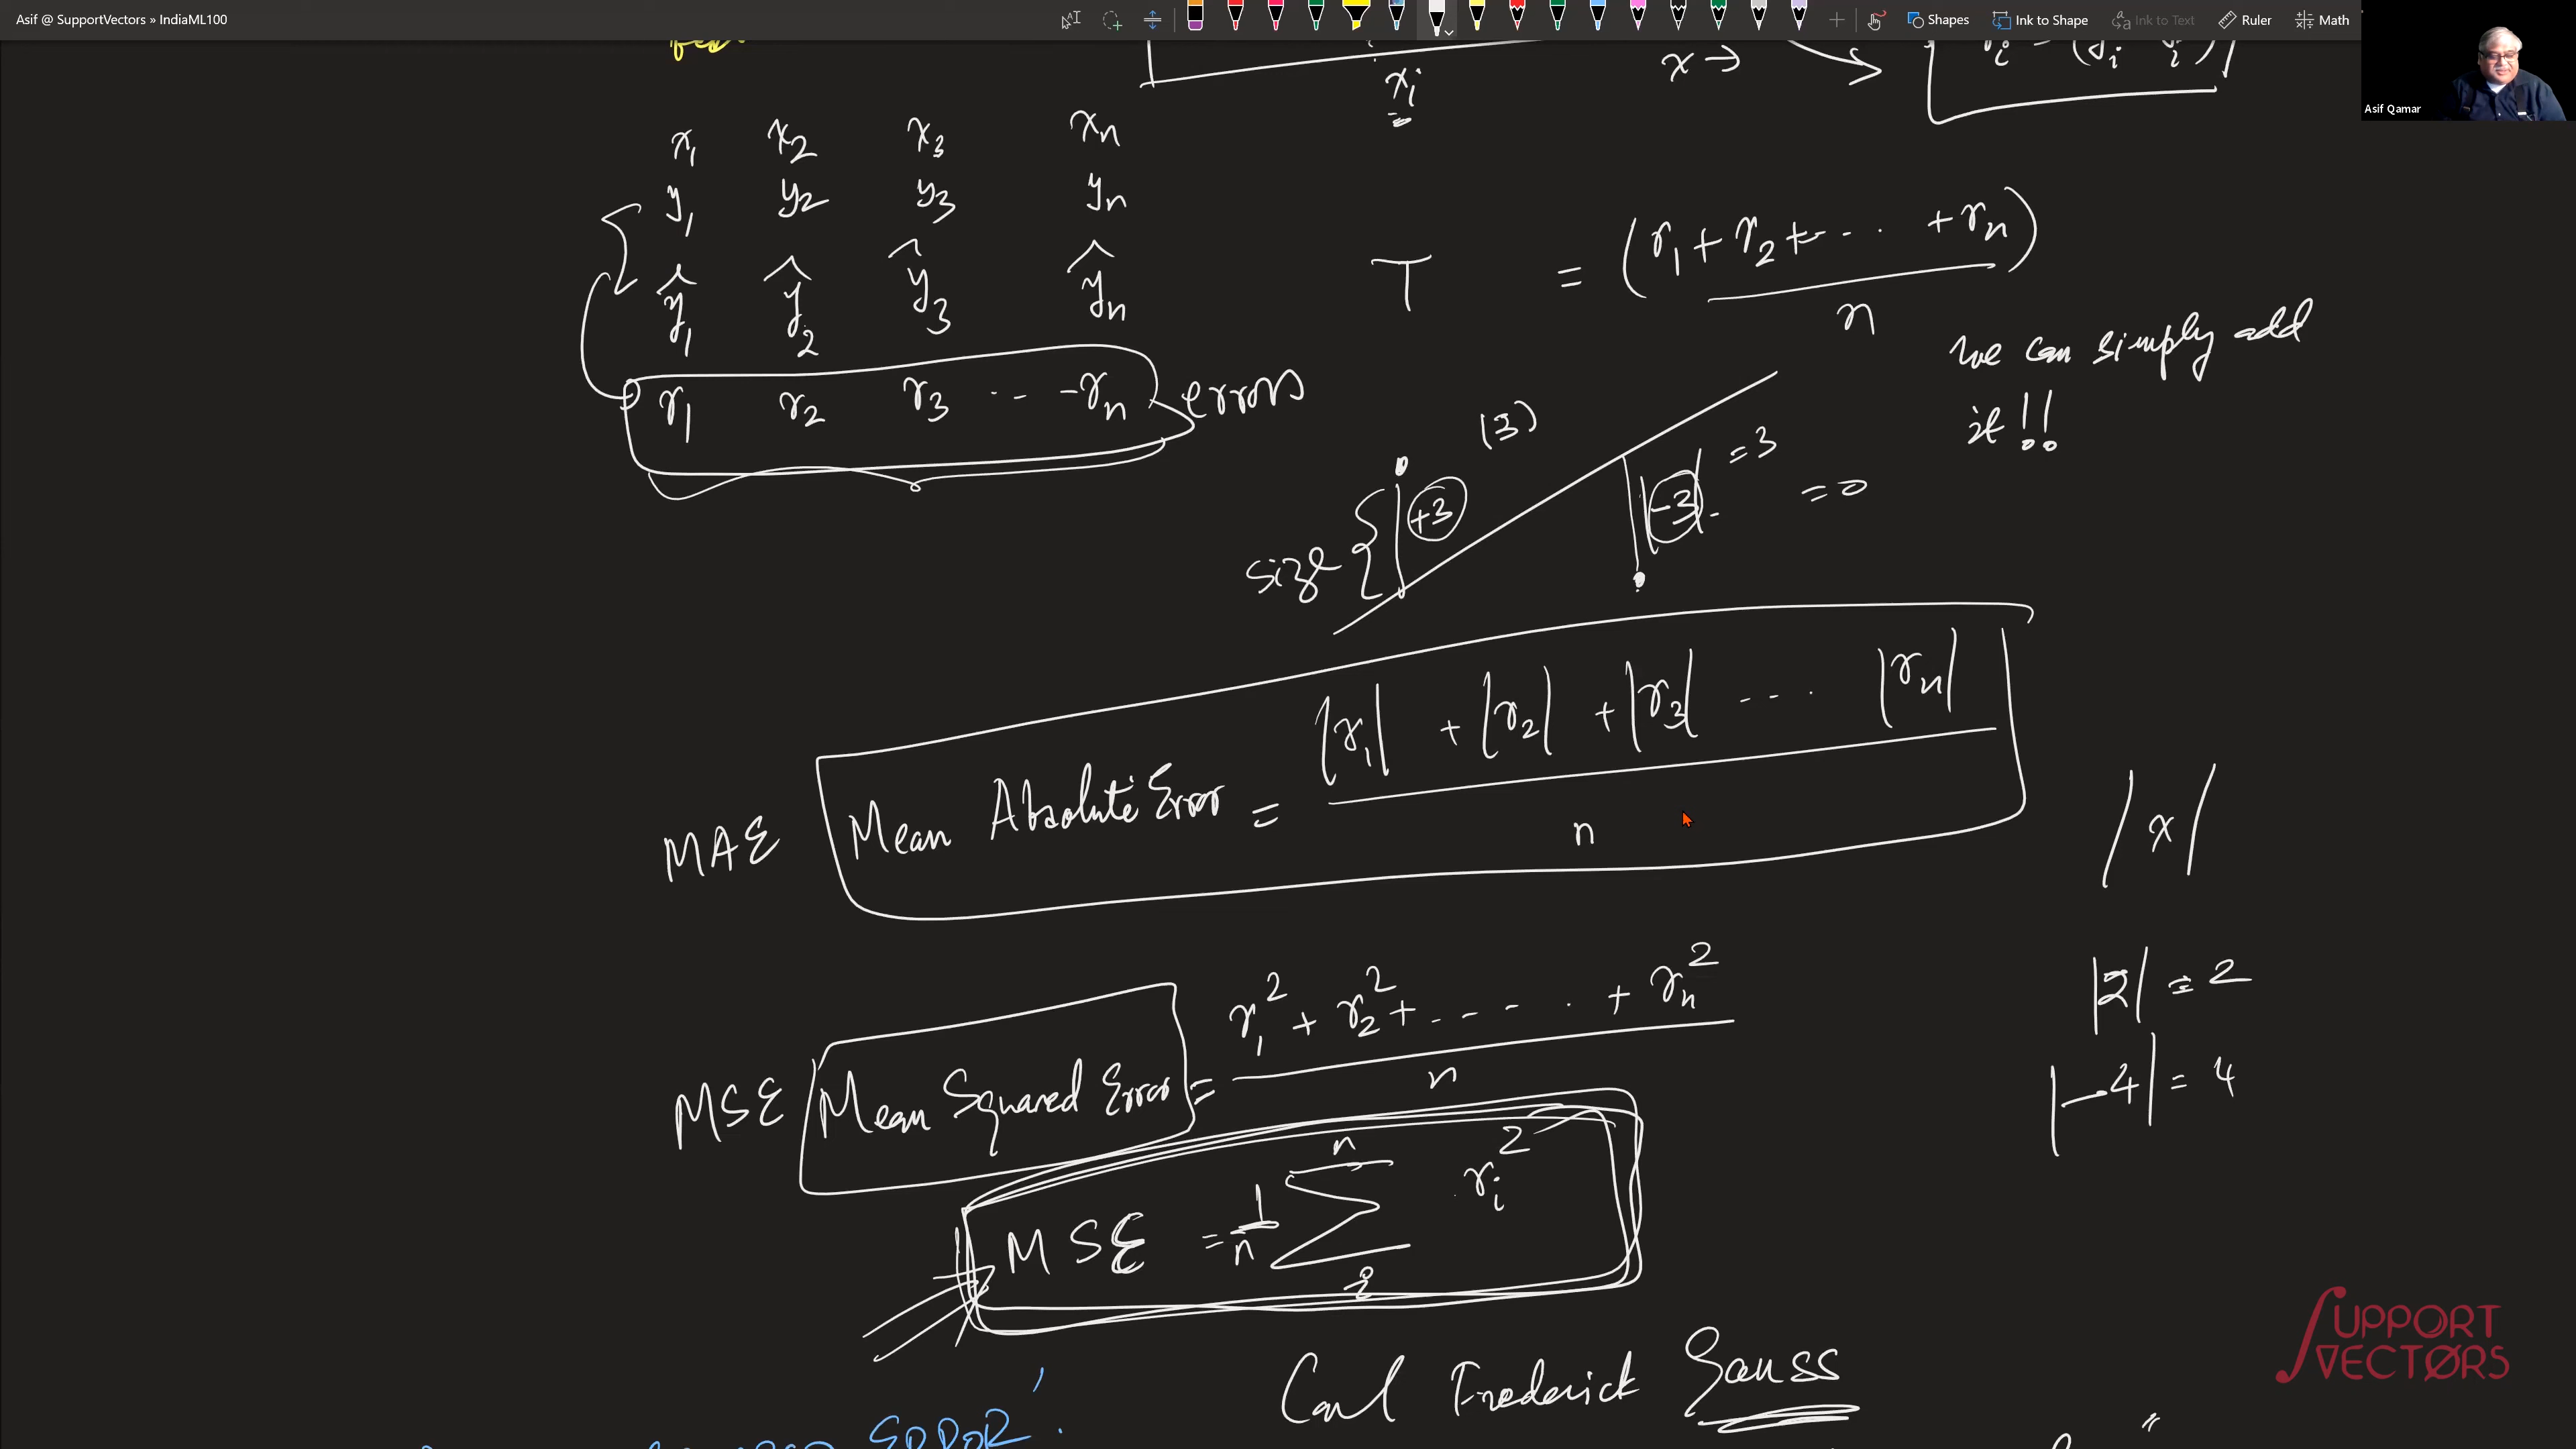 Asif @ SupportVectors » IndiaML100
Shapes
Ink to Shape
Ink to Text
Ruler
Math
Asif Qamar
xᵢ
x →
x₁ x₂ x₃ xₙ
y₁ y₂ y₃ yₙ
ŷ₁ ŷ₂ ŷ₃ ŷₙ
r₁ r₂ r₃ ·· -rₙ errors
T = (r₁ + r₂ + ··· + rₙ)
n
we can simply add
it!!
(3)
size { +3
|-3| = 3
= 0
MAE Mean Absolute Error = |r₁| + |r₂| + |r₃| ··· |rₙ|
n
|x|
|2| = 2
|-4| = 4
MSE Mean Squared Error = r₁² + r₂² + ···· + rₙ²
n
MSE = 1/n ∑ᵢⁿ rᵢ²
Carl Frederick Gauss
ERROR!
SUPPORT
VECTORS